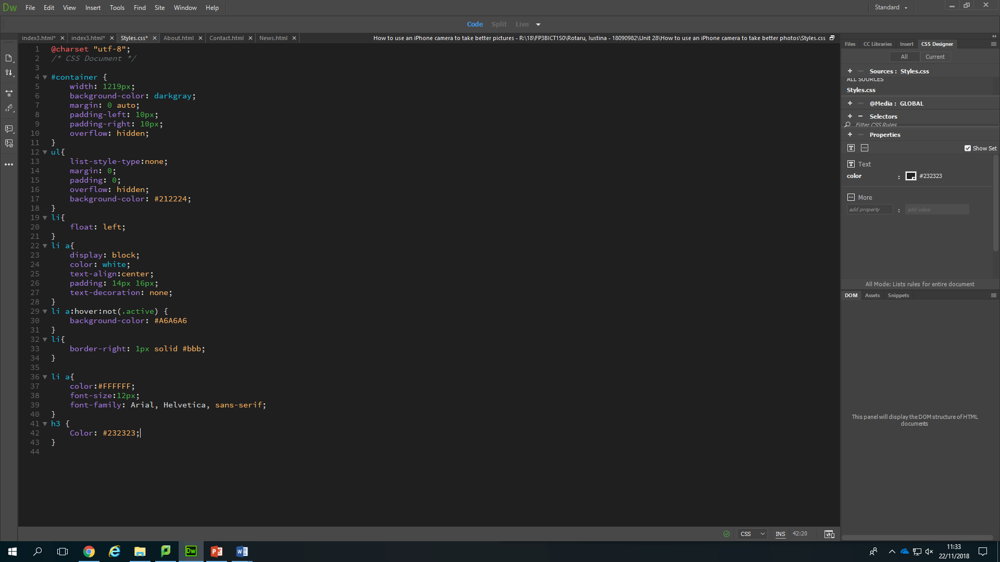 Dw File Edit View Insert Tools Find Site Window Help Standard
Code Split Live
index3.html* index3.html* Styles.css* About.html Contact.html News.html How to use an iPhone camera to take better pictures - R:\18\FP3BICT1S0\Rotaru, Iustina - 18090982\Unit 28\How to use an iPhone camera to take better photos\Styles.css
1 @charset "utf-8";
2 /* CSS Document */
3
4 #container {
5 width: 1219px;
6 background-color: darkgray;
7 margin: 0 auto;
8 padding-left: 10px;
9 padding-right: 10px;
10 overflow: hidden;
11 }
12 ul{
13 list-style-type:none;
14 margin: 0;
15 padding: 0;
16 overflow: hidden;
17 background-color: #212224;
18 }
19 li{
20 float: left;
21 }
22 li a{
23 display: block;
24 color: white;
25 text-align:center;
26 padding: 14px 16px;
27 text-decoration: none;
28 }
29 li a:hover:not(.active) {
30 background-color: #A6A6A6
31 }
32 li{
33 border-right: 1px solid #bbb;
34 }
35
36 li a{
37 color:#FFFFFF;
38 font-size:12px;
39 font-family: Arial, Helvetica, sans-serif;
40 }
41 h3 {
42 Color: #232323;
43 }
44
Files CC Libraries Insert CSS Designer
All Current
+ − Sources : Styles.css
ALL SOURCES
Styles.css
+ − @Media : GLOBAL
+ − Selectors
Filter CSS Rules
+ − Properties
T Show Set
T Text
color : #232323
More
add property : add value
All Mode: Lists rules for entire document
DOM Assets Snippets
This panel will display the DOM structure of HTML
documents
CSS INS 42:20
Dw P W
11:33
22/11/2018